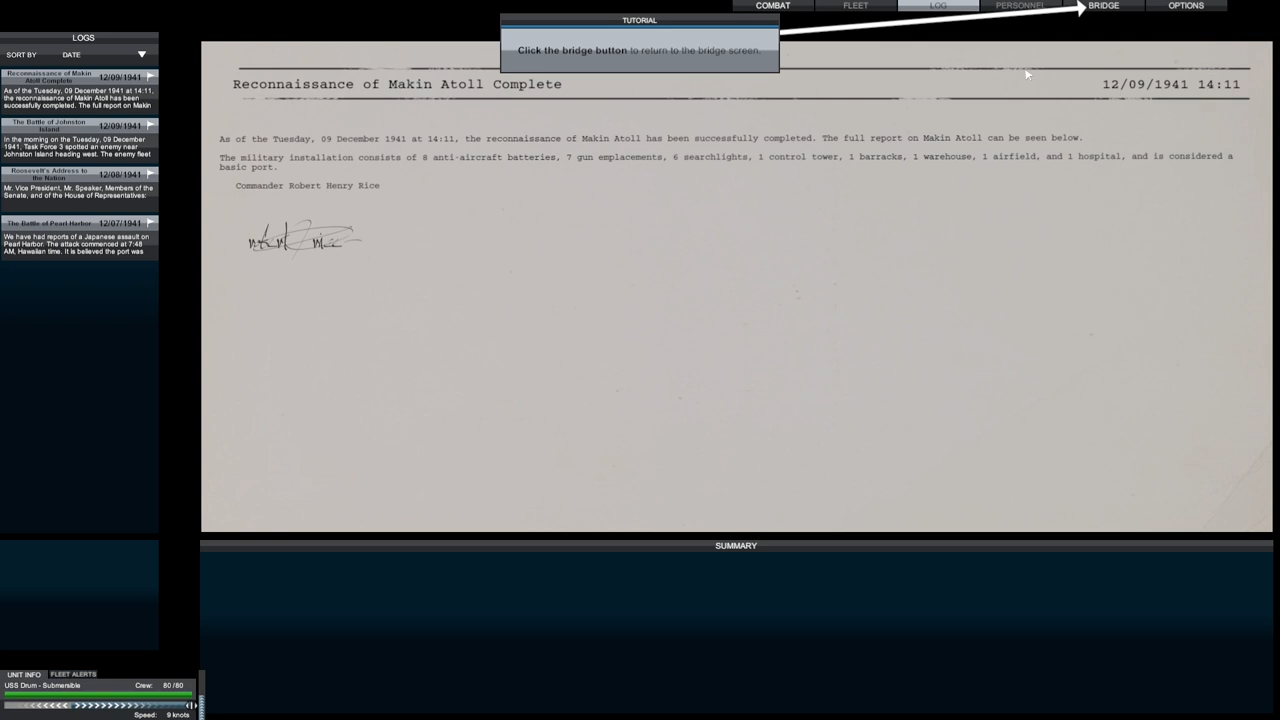 COMBAT FLEET LOG PERSONNEL BRIDGE OPTIONS
TUTORIAL
Click the bridge button to return to the bridge screen.
LOGS
SORT BY DATE
Reconnaissance of Makin Atoll Complete 12/09/1941
As of the Tuesday, 09 December 1941 at 14:11,
the reconnaissance of Makin Atoll has been
successfully completed. The full report on Makin
The Battle of Johnston Island 12/09/1941
In the morning on the Tuesday, 09 December
1941, Task Force 3 spotted an enemy near
Johnston Island heading west. The enemy fleet
Roosevelt's Address to the Nation 12/08/1941
Mr. Vice President, Mr. Speaker, Members of the
Senate, and of the House of Representatives:
The Battle of Pearl Harbor 12/07/1941
We have had reports of a Japanese assault on
Pearl Harbor. The attack commenced at 7:48
AM, Hawaiian time. It is believed the port was
Reconnaissance of Makin Atoll Complete 12/09/1941 14:11
As of the Tuesday, 09 December 1941 at 14:11, the reconnaissance of Makin Atoll has been successfully completed. The full report on Makin Atoll can be seen below.
The military installation consists of 8 anti-aircraft batteries, 7 gun emplacements, 6 searchlights, 1 control tower, 1 barracks, 1 warehouse, 1 airfield, and 1 hospital, and is considered a
basic port.
Commander Robert Henry Rice
SUMMARY
UNIT INFO FLEET ALERTS
USS Drum - Submersible Crew: 80 /80
Speed: 9 knots